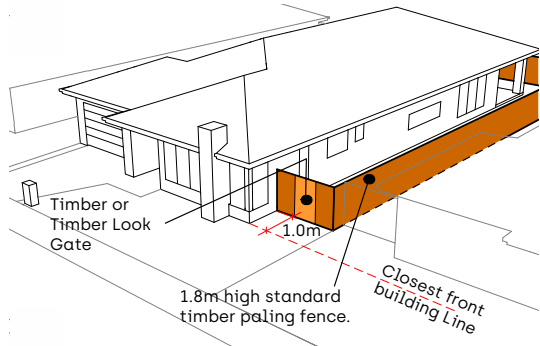 Timber or
Timber Look
Gate
1.0m
1.8m high standard
timber paling fence.
Closest front
building Line